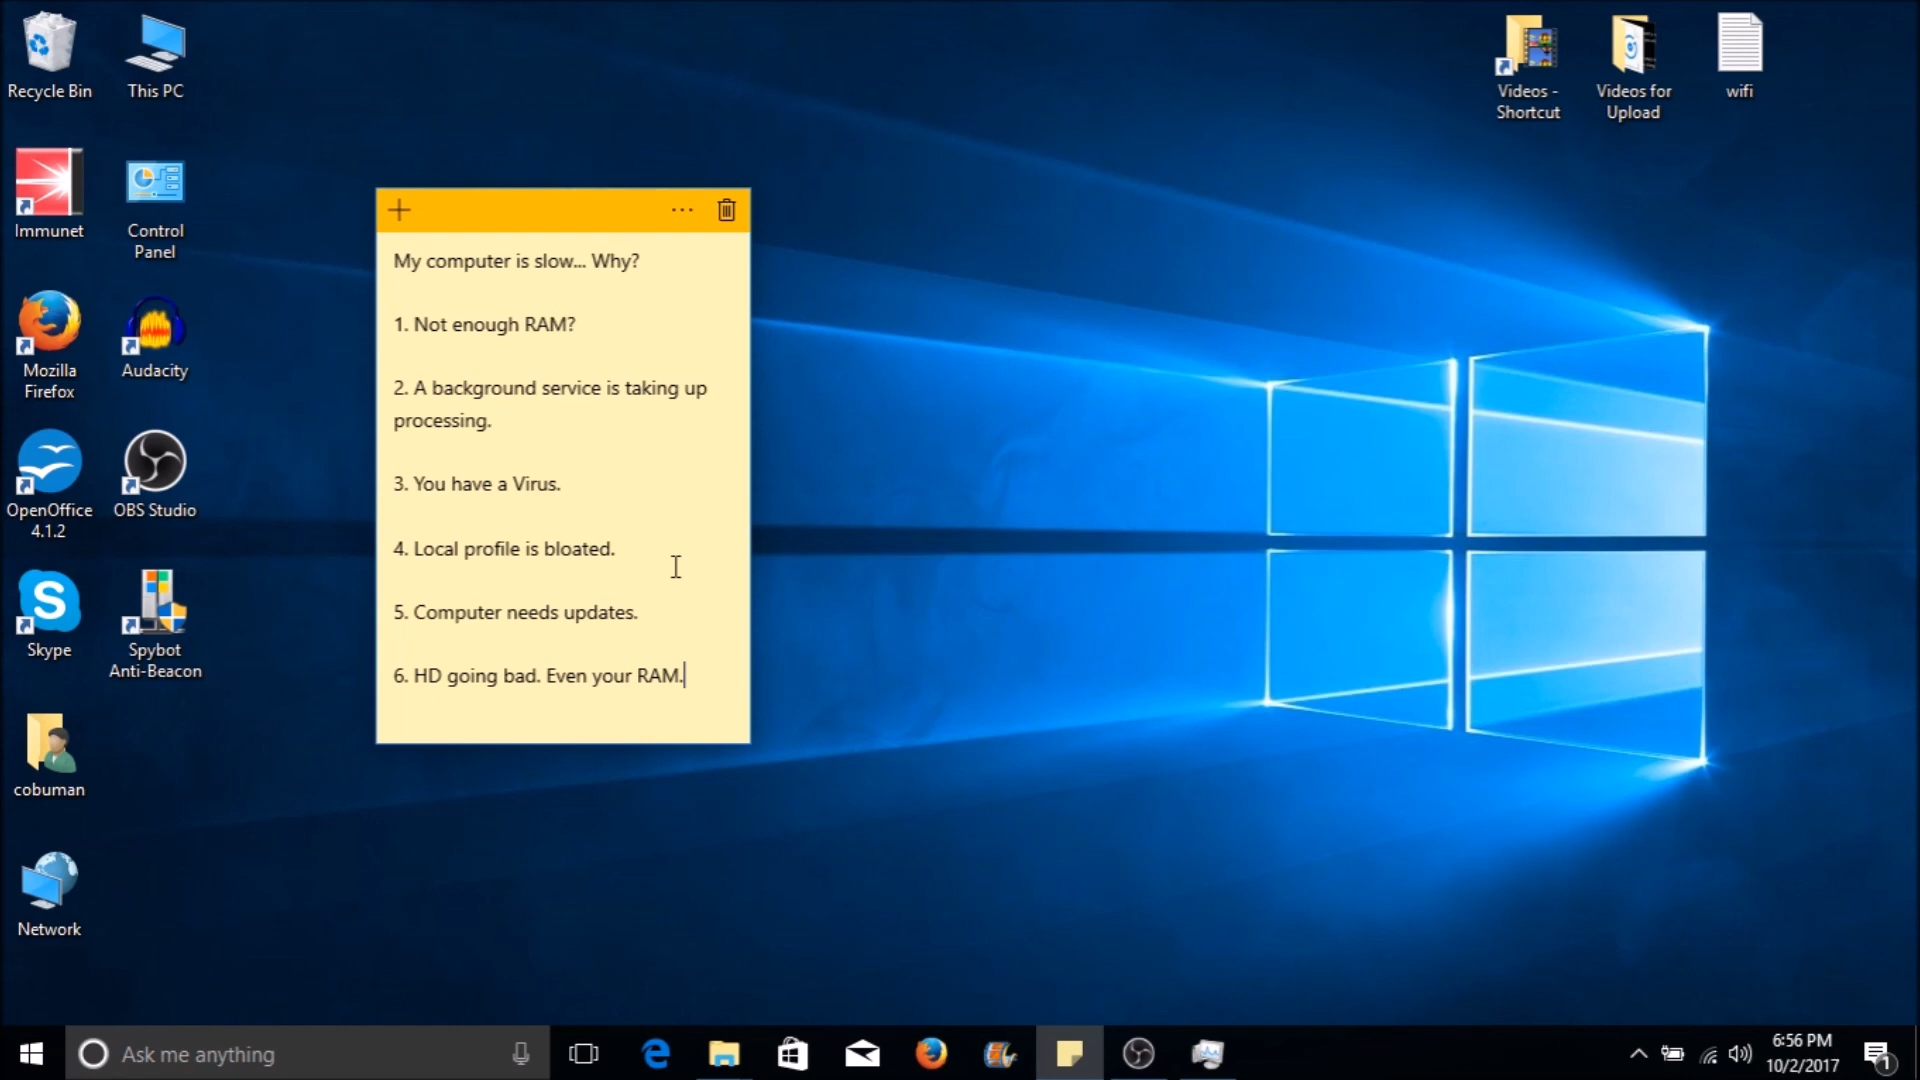 Recycle Bin
This PC
Videos -
Shortcut
Videos for
Upload
wifi
Immunet
Control
Panel
My computer is slow... Why?
1. Not enough RAM?
2. A background service is taking up
processing.
3. You have a Virus.
4. Local profile is bloated.
5. Computer needs updates.
6. HD going bad. Even your RAM.
Mozilla
Firefox
Audacity
OpenOffice
4.1.2
OBS Studio
Skype
Spybot
Anti-Beacon
cobuman
Network
Ask me anything
6:56 PM
10/2/2017
1